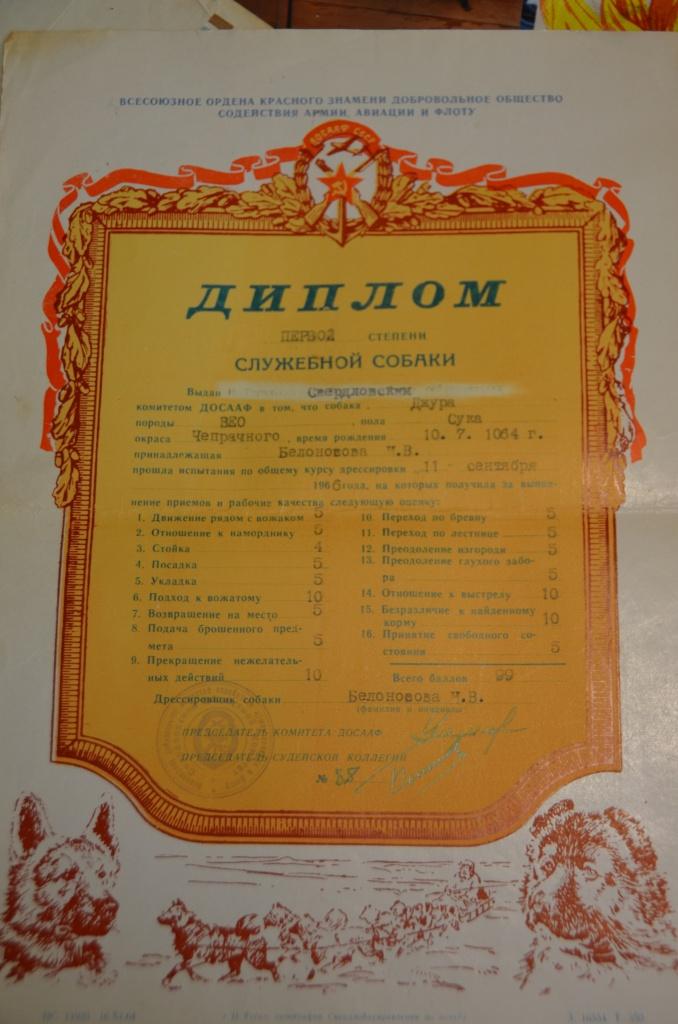 ВСЕСОЮЗНОЕ ОРДЕНА КРАСНОГО ЗНАМЕНИ ДОБРОВОЛЬНОЕ ОБЩЕСТВО
СОДЕЙСТВИЯ АРМИИ, АВИАЦИИ И ФЛОТУ
ДОСААФ СССР
ДИПЛОМ
ПЕРВОЙ СТЕПЕНИ
СЛУЖЕБНОЙ СОБАКИ
Выдан Свердловским
комитетом ДОСААФ в том, что собака Джура
породы ВЕО, пола Сука
окраса Чепрачного, время рождения 10. 7. 1064 г.
принадлежащая Белоновова Ч.В.
прошла испытания по общему курсу дрессировки 11 - сентября
1966 года, на которых получила за выпол-
нение приемов и рабочие качества следующую оценку:
1. Движение рядом с вожаком 5
2. Отношение к наморднику 5
3. Стойка 4
4. Посадка 5
5. Укладка 5
6. Подход к вожатому 10
7. Возвращение на место 5
8. Подача брошенного пред-
мета 5
9. Прекращение нежелатель-
ных действий 10
10. Переход по бревну 5
11. Переход по лестнице 5
12. Преодоление изгороди 5
13. Преодоление глухого забо-
ра 5
14. Отношение к выстрелу 10
15. Безразличие к найденному
корму 10
16. Принятие свободного со-
стояния 5
Всего баллов 99
Дрессировщик собаки Белоновова Ч.В.
(фамилия и инициалы)
ПРЕДСЕДАТЕЛЬ КОМИТЕТА ДОСААФ
ПРЕДСЕДАТЕЛЬ СУДЕЙСКОЙ КОЛЛЕГИИ
№ 58